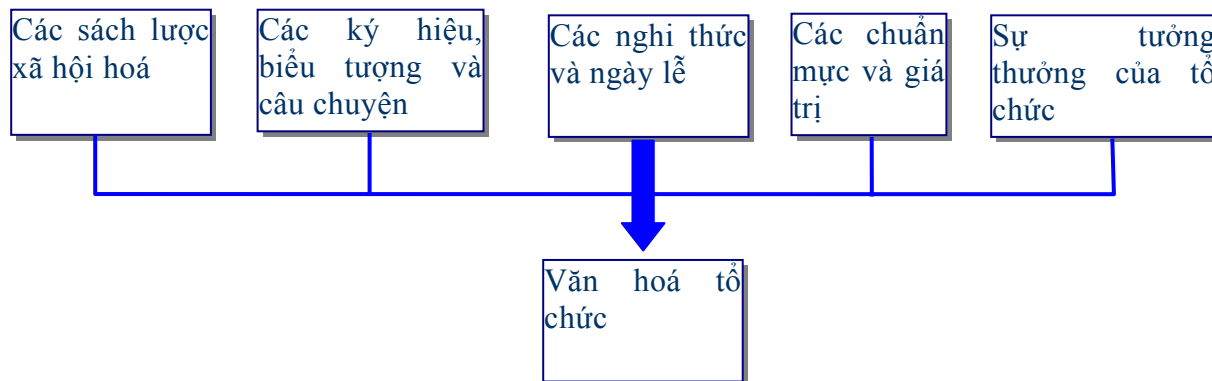 Các sách lược
xã hội hoá
Các ký hiệu,
biểu tượng và
câu chuyện
Các nghi thức
và ngày lễ
Các chuẩn
mực và giá
trị
Sự tưởng
thưởng của tổ
chức
Văn hoá tổ
chức